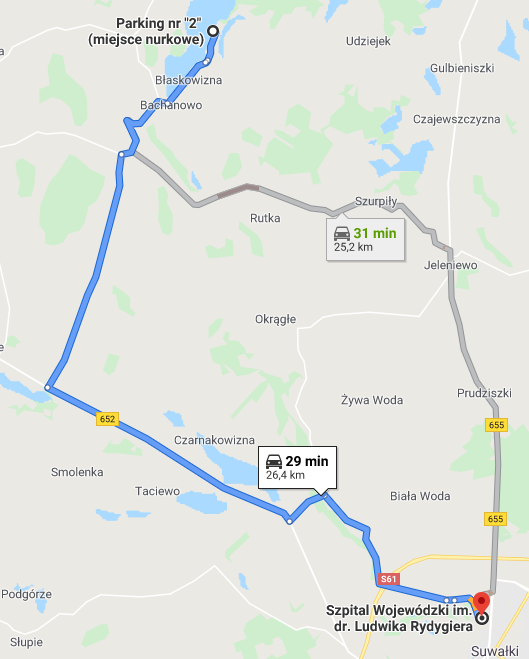 Parking nr "2"
(miejsce nurkowe)
Udziejek
Gulbieniszki
Błaskowizna
Bachanowo
Czajewszczyzna
a
Rutka
Szurpiły
31 min
25,2 km
Jeleniewo
Okrągłe
e
Prudziszki
Żywa Woda
652
655
Czarnakowizna
29 min
26,4 km
Smolenka
Taciewo
Biała Woda
655
S61
Podgórze
Szpital Wojewódzki im.
dr. Ludwika Rydygiera
Słupie
Suwałki